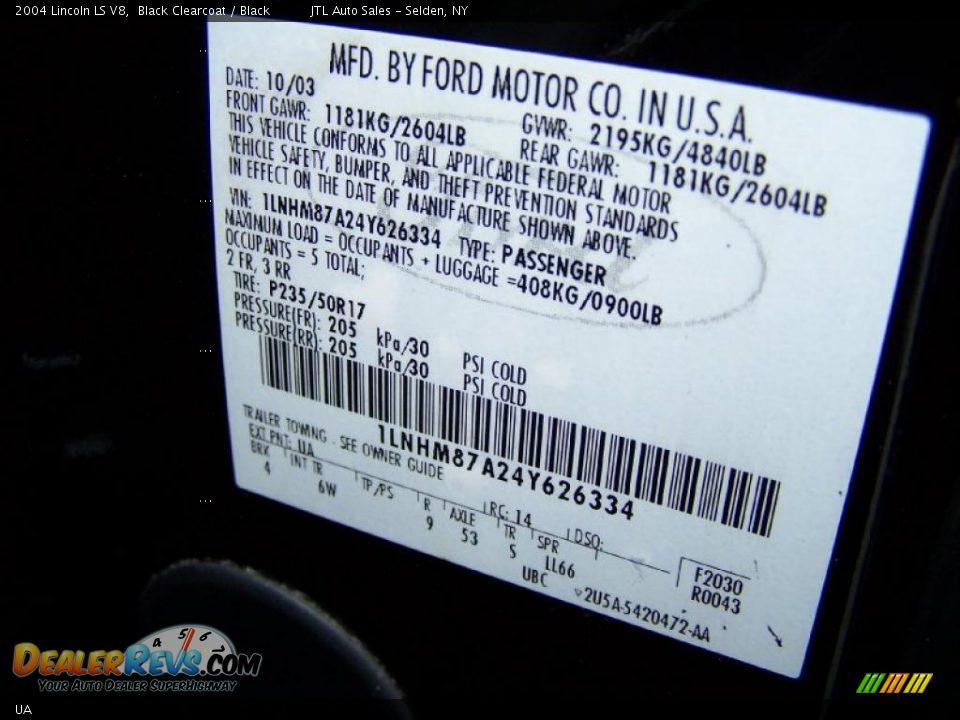 2004 Lincoln LS V8,  Black Clearcoat / Black          JTL Auto Sales - Selden, NY
MFD. BY FORD MOTOR CO. IN U.S.A.
DATE: 10/03
GVWR: 2195KG/4840LB
FRONT GAWR: 1181KG/2604LB
REAR GAWR: 1181KG/2604LB
THIS VEHICLE CONFORMS TO ALL APPLICABLE FEDERAL MOTOR
VEHICLE SAFETY, BUMPER, AND THEFT PREVENTION STANDARDS
IN EFFECT ON THE DATE OF MANUFACTURE SHOWN ABOVE.
VIN: 1LNHM87A24Y626334 TYPE: PASSENGER
MAXIMUM LOAD = OCCUPANTS + LUGGAGE =408KG/0900LB
OCCUPANTS = 5 TOTAL;
2 FR, 3 RR
TIRE: P235/50R17
PRESSURE(FR): 205 kPa/30 PSI COLD
PRESSURE(RR): 205 kPa/30 PSI COLD
1LNHM87A24Y626334
TRAILER TOWING - SEE OWNER GUIDE
EXT PNT: UA RC: 14 DSO:
BRK INT TR TP/PS R AXLE TR SPR
4 6W 9 53 S LL66
UBC
F2030
R0043
▽2U5A-5420472-AA
DEALERREVS.COM
YOUR AUTO DEALER SUPERHIGHWAY
4 5 6
UA